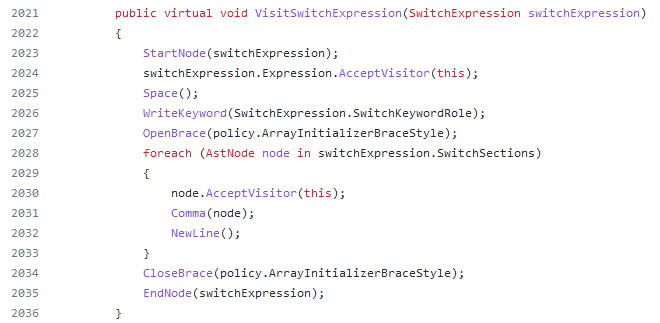 2021 public virtual void VisitSwitchExpression(SwitchExpression switchExpression)
2022 {
2023 StartNode(switchExpression);
2024 switchExpression.Expression.AcceptVisitor(this);
2025 Space();
2026 WriteKeyword(SwitchExpression.SwitchKeywordRole);
2027 OpenBrace(policy.ArrayInitializerBraceStyle);
2028 foreach (AstNode node in switchExpression.SwitchSections)
2029 {
2030 node.AcceptVisitor(this);
2031 Comma(node);
2032 NewLine();
2033 }
2034 CloseBrace(policy.ArrayInitializerBraceStyle);
2035 EndNode(switchExpression);
2036 }